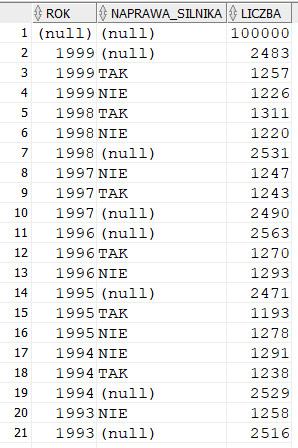 ROK NAPRAWA_SILNIKA LICZBA
1 (null) (null) 100000
2 1999 (null) 2483
3 1999 TAK 1257
4 1999 NIE 1226
5 1998 TAK 1311
6 1998 NIE 1220
7 1998 (null) 2531
8 1997 NIE 1247
9 1997 TAK 1243
10 1997 (null) 2490
11 1996 (null) 2563
12 1996 TAK 1270
13 1996 NIE 1293
14 1995 (null) 2471
15 1995 TAK 1193
16 1995 NIE 1278
17 1994 NIE 1291
18 1994 TAK 1238
19 1994 (null) 2529
20 1993 NIE 1258
21 1993 (null) 2516